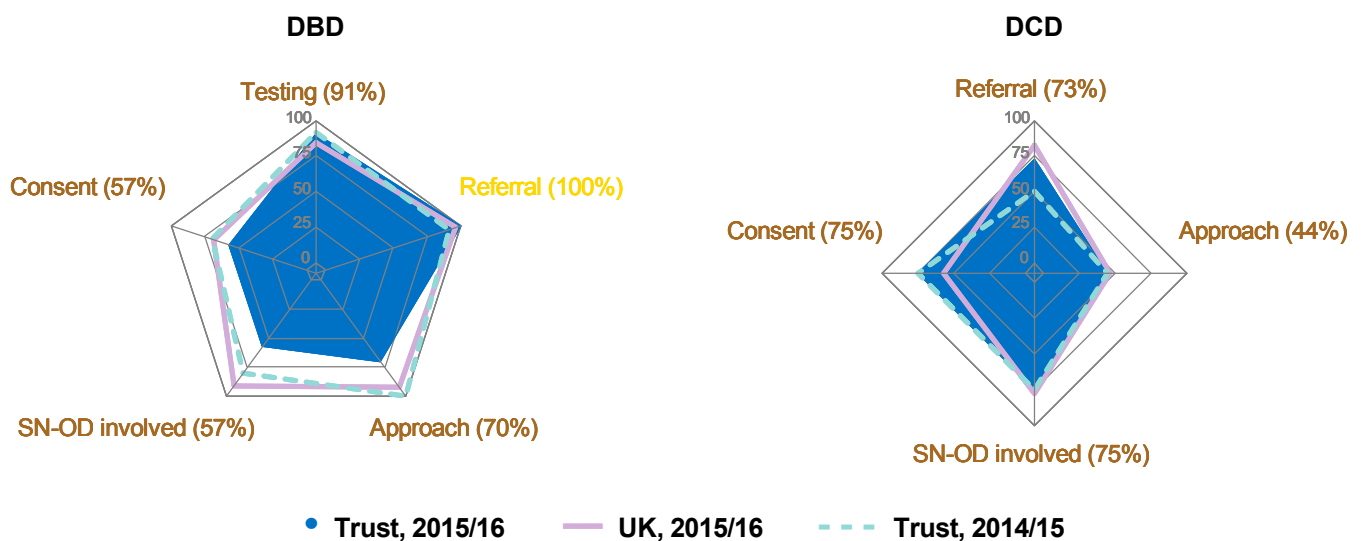 DBD
Testing (91%)
100
75
50
25
0
Consent (57%)
Referral (100%)
SN-OD involved (57%)
Approach (70%)
DCD
Referral (73%)
100
75
50
25
0
Consent (75%)
Approach (44%)
SN-OD involved (75%)
Trust, 2015/16
UK, 2015/16
Trust, 2014/15